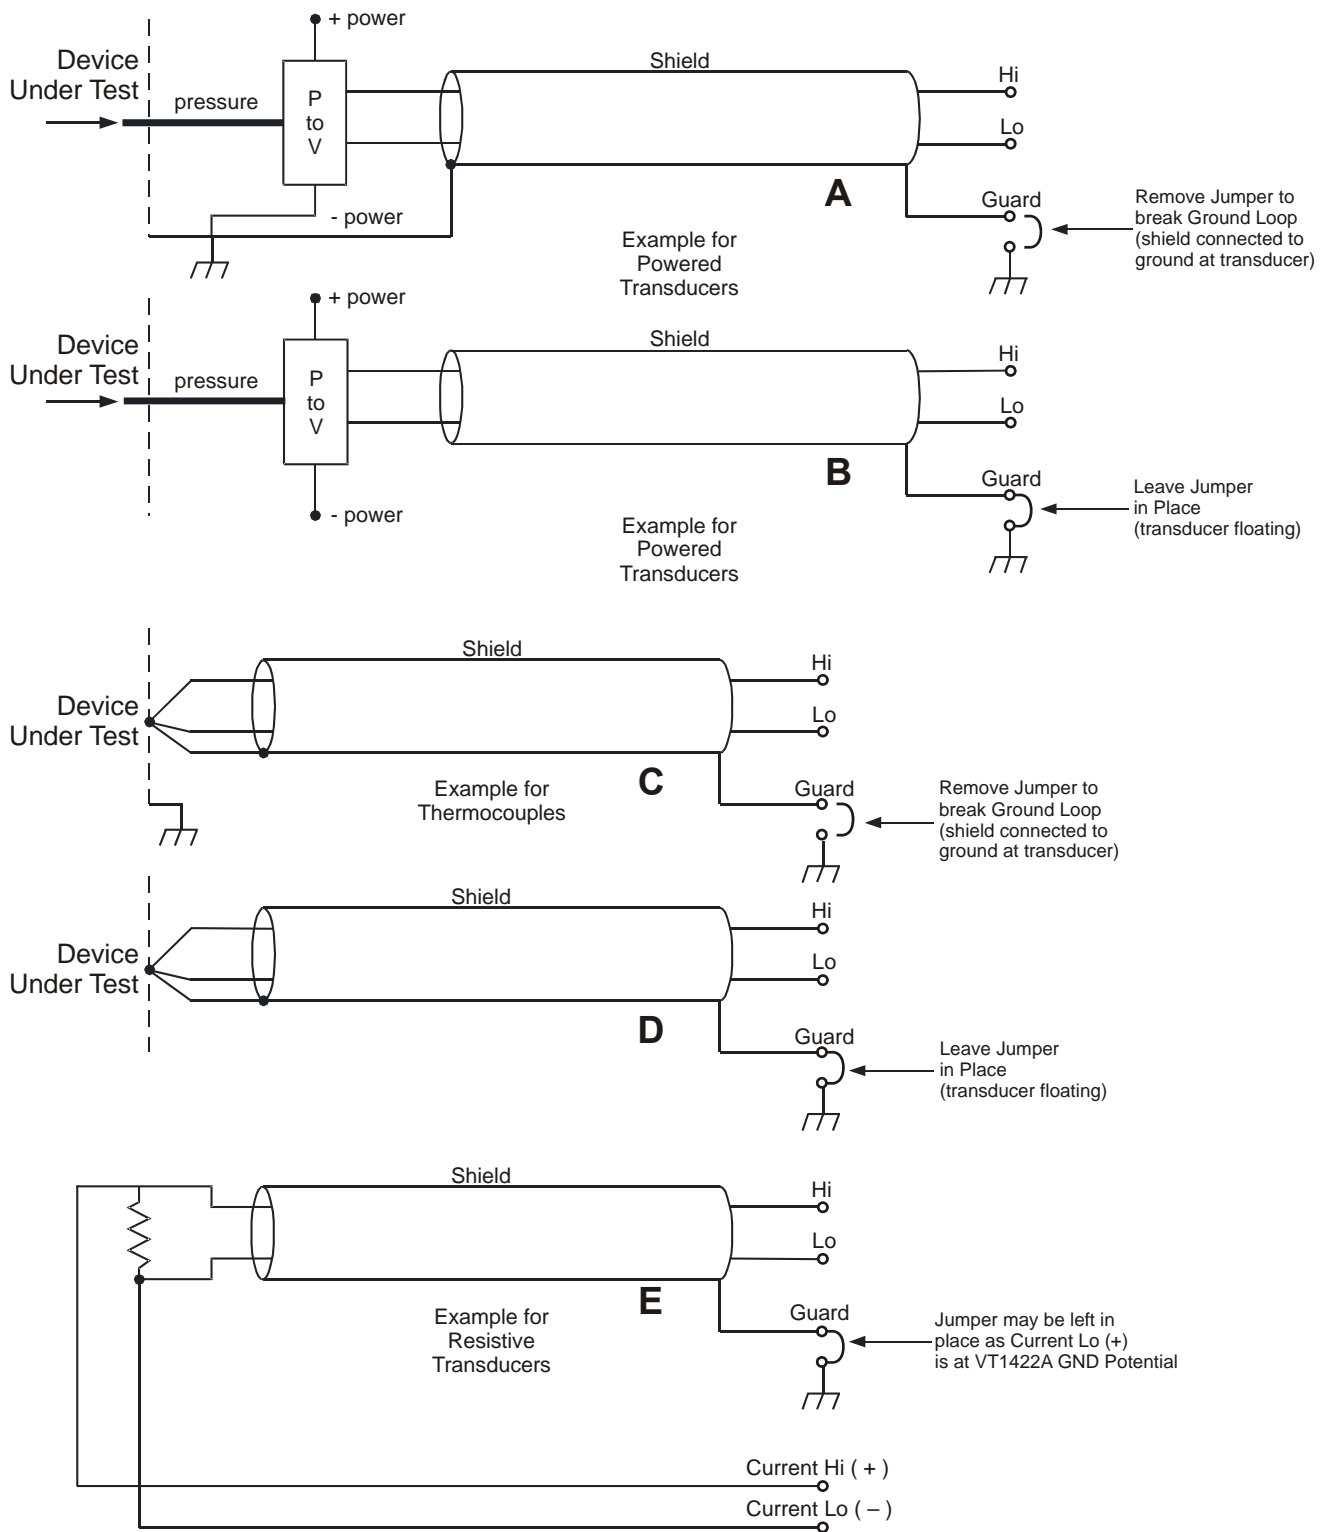 + power
Device
Under Test
pressure
P
to
V
- power
Shield
Hi
Lo
A
Guard
Remove Jumper to
break Ground Loop
(shield connected to
ground at transducer)
Example for
Powered
Transducers
+ power
Device
Under Test
pressure
P
to
V
- power
Shield
Hi
Lo
B
Guard
Leave Jumper
in Place
(transducer floating)
Example for
Powered
Transducers
Device
Under Test
Shield
Hi
Lo
C
Example for
Thermocouples
Guard
Remove Jumper to
break Ground Loop
(shield connected to
ground at transducer)
Device
Under Test
Shield
Hi
Lo
D
Guard
Leave Jumper
in Place
(transducer floating)
Shield
Hi
Lo
E
Example for
Resistive
Transducers
Guard
Jumper may be left in
place as Current Lo (+)
is at VT1422A GND Potential
Current Hi ( + )
Current Lo ( – )